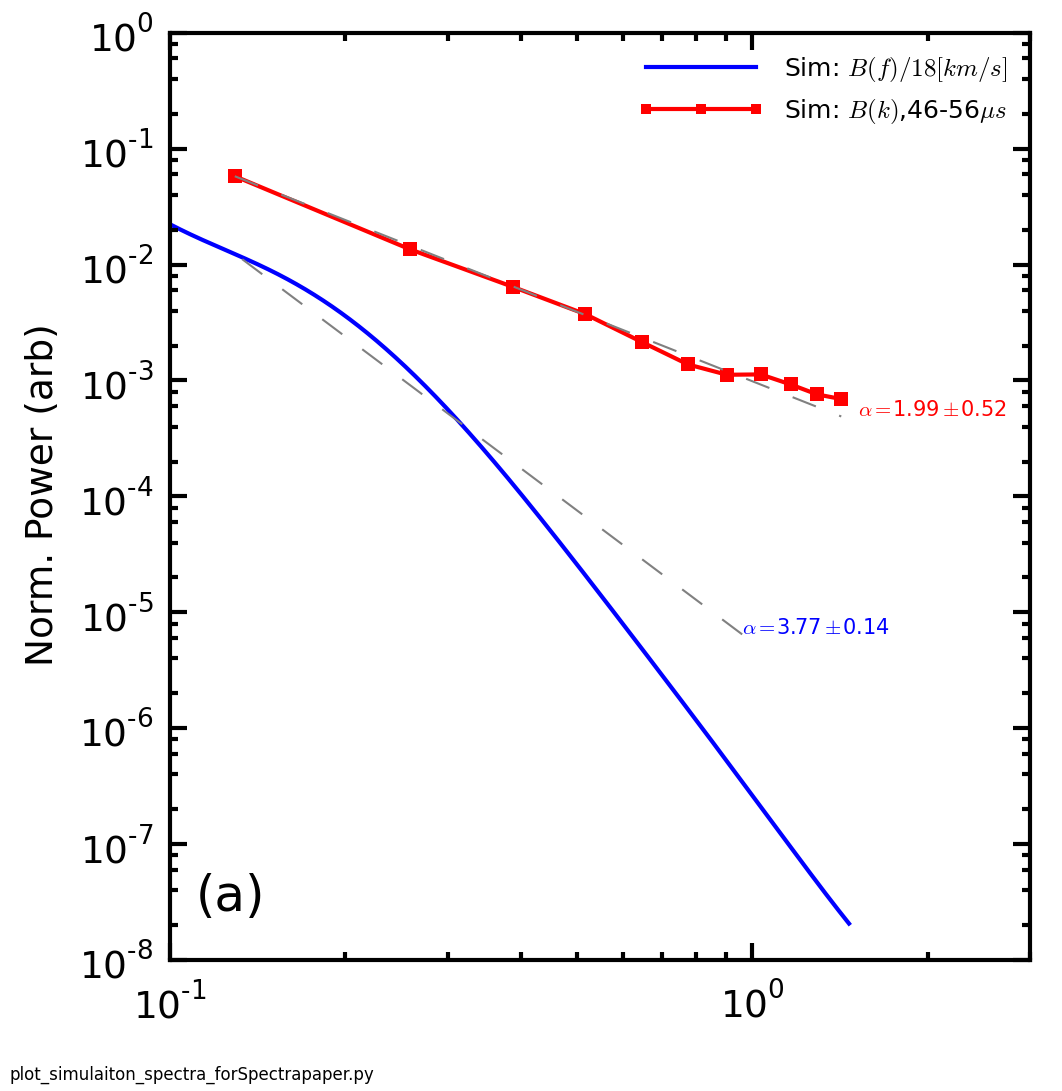 10^0
10^-1
10^-2
10^-3
10^-4
10^-5
10^-6
10^-7
10^-8
Norm. Power (arb)
Sim: B(f)/18[km/s]
Sim: B(k),46-56μs
α=1.99±0.52
α=3.77±0.14
(a)
10^-1
10^0
plot_simulaiton_spectra_forSpectrapaper.py